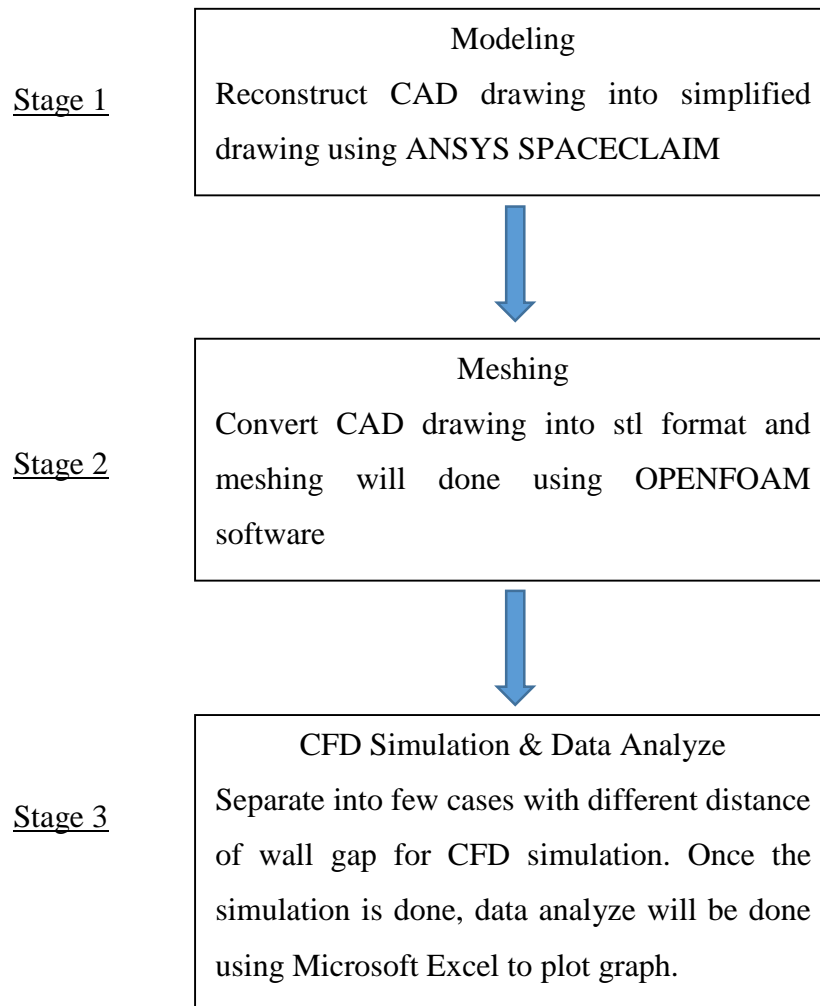 Modeling
Stage 1
Reconstruct CAD drawing into simplified
drawing using ANSYS SPACECLAIM
Meshing
Convert CAD drawing into stl format and
Stage 2
meshing will done using OPENFOAM
software
CFD Simulation & Data Analyze
Separate into few cases with different distance
Stage 3
of wall gap for CFD simulation. Once the
simulation is done, data analyze will be done
using Microsoft Excel to plot graph.